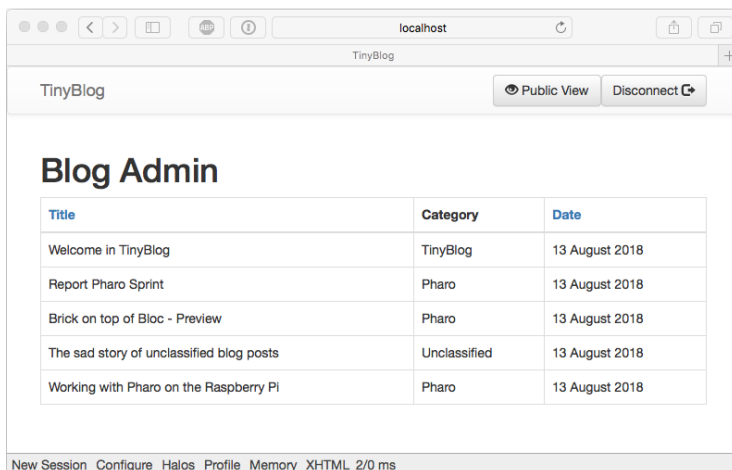 ABP localhost
TinyBlog
TinyBlog Public View Disconnect
Blog Admin
Title Category Date
Welcome in TinyBlog TinyBlog 13 August 2018
Report Pharo Sprint Pharo 13 August 2018
Brick on top of Bloc - Preview Pharo 13 August 2018
The sad story of unclassified blog posts Unclassified 13 August 2018
Working with Pharo on the Raspberry Pi Pharo 13 August 2018
New Session Configure Halos Profile Memory XHTML 2/0 ms